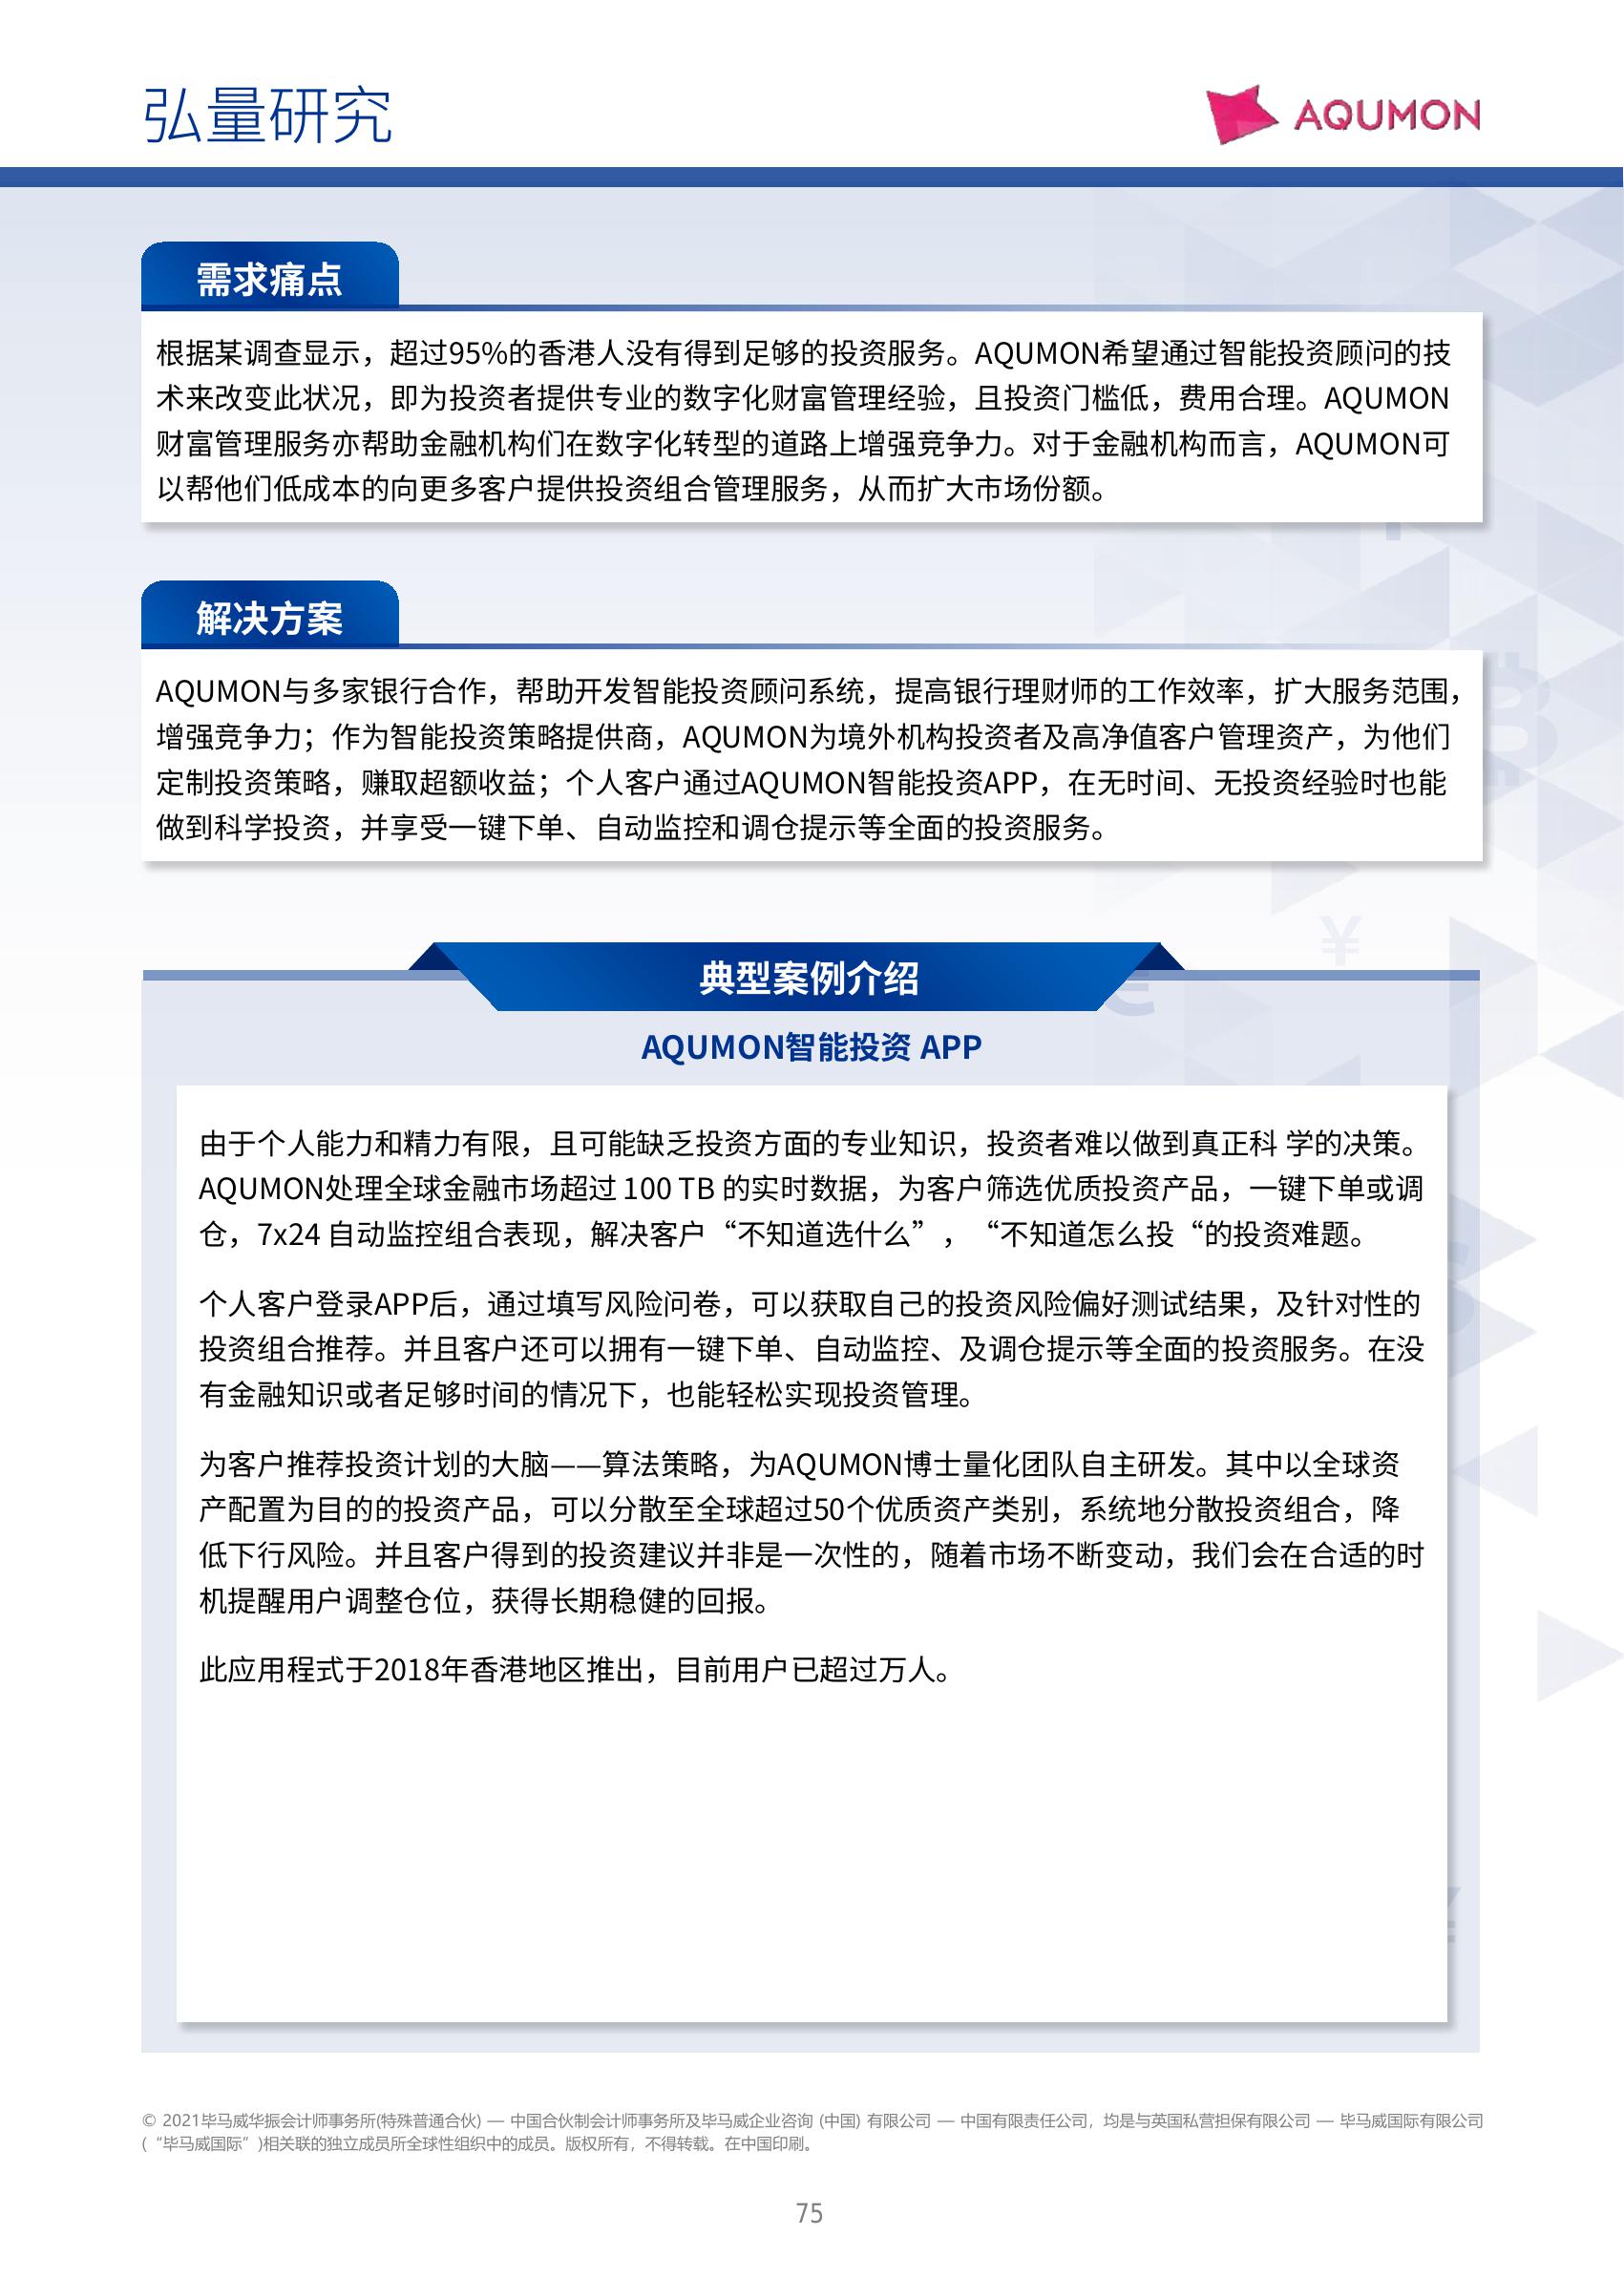 弘量研究
AQUMON
需求痛点
根据某调查显示，超过95%的香港人没有得到足够的投资服务。AQUMON希望通过智能投资顾问的技
术来改变此状况，即为投资者提供专业的数字化财富管理经验，且投资门槛低，费用合理。AQUMON
财富管理服务亦帮助金融机构们在数字化转型的道路上增强竞争力。对于金融机构而言，AQUMON可
以帮他们低成本的向更多客户提供投资组合管理服务，从而扩大市场份额。
解决方案
AQUMON与多家银行合作，帮助开发智能投资顾问系统，提高银行理财师的工作效率，扩大服务范围，
增强竞争力；作为智能投资策略提供商，AQUMON为境外机构投资者及高净值客户管理资产，为他们
定制投资策略，赚取超额收益；个人客户通过AQUMON智能投资APP，在无时间、无投资经验时也能
做到科学投资，并享受一键下单、自动监控和调仓提示等全面的投资服务。
典型案例介绍
AQUMON智能投资 APP
由于个人能力和精力有限，且可能缺乏投资方面的专业知识，投资者难以做到真正科 学的决策。
AQUMON处理全球金融市场超过 100 TB 的实时数据，为客户筛选优质投资产品，一键下单或调
仓，7x24 自动监控组合表现，解决客户“不知道选什么”，“不知道怎么投“的投资难题。
个人客户登录APP后，通过填写风险问卷，可以获取自己的投资风险偏好测试结果，及针对性的
投资组合推荐。并且客户还可以拥有一键下单、自动监控、及调仓提示等全面的投资服务。在没
有金融知识或者足够时间的情况下，也能轻松实现投资管理。
为客户推荐投资计划的大脑——算法策略，为AQUMON博士量化团队自主研发。其中以全球资
产配置为目的的投资产品，可以分散至全球超过50个优质资产类别，系统地分散投资组合，降
低下行风险。并且客户得到的投资建议并非是一次性的，随着市场不断变动，我们会在合适的时
机提醒用户调整仓位，获得长期稳健的回报。
此应用程式于2018年香港地区推出，目前用户已超过万人。
© 2021毕马威华振会计师事务所(特殊普通合伙) — 中国合伙制会计师事务所及毕马威企业咨询 (中国) 有限公司 — 中国有限责任公司，均是与英国私营担保有限公司 — 毕马威国际有限公司
(“毕马威国际”)相关联的独立成员所全球性组织中的成员。版权所有，不得转载。在中国印刷。
75